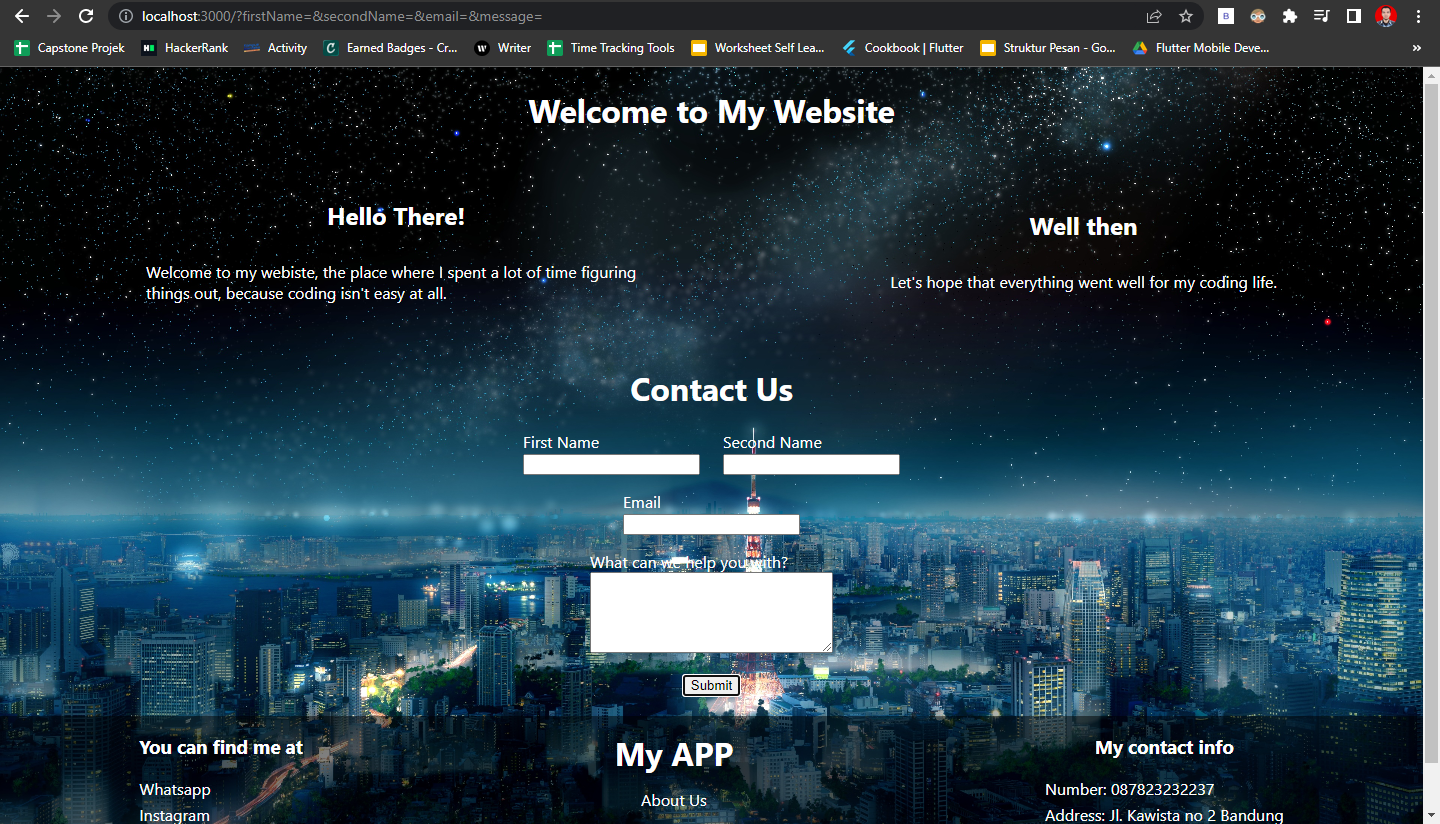 localhost:3000/?firstName=&secondName=&email=&message=
Capstone Projek
HackerRank
Activity
Earned Badges - Cr...
Writer
Time Tracking Tools
Worksheet Self Lea...
Cookbook | Flutter
Struktur Pesan - Go...
Flutter Mobile Deve...
»
Welcome to My Website
Hello There!
Well then
Welcome to my webiste, the place where I spent a lot of time figuring
things out, because coding isn't easy at all.
Let's hope that everything went well for my coding life.
Contact Us
First Name
Second Name
Email
What can we help you with?
Submit
You can find me at
My APP
My contact info
Whatsapp
About Us
Number: 087823232237
Instagram
Address: Jl. Kawista no 2 Bandung